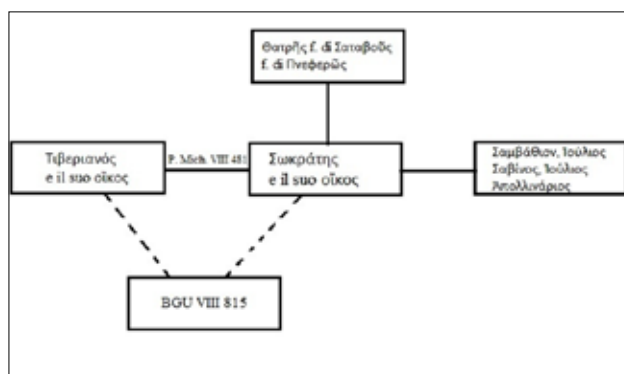 Θατρῆς f. di Σαταβοῦς
f. di Πνεφερῶς
Τιβεριανός
e il suo οἶκος
P. Mich. VIII 481
Σωκράτης
e il suo οἶκος
Σαμβάθιον, Ἰούλιος
Σαβῖνος, Ἰούλιος
Ἀπολλινάριος
BGU VIII 815